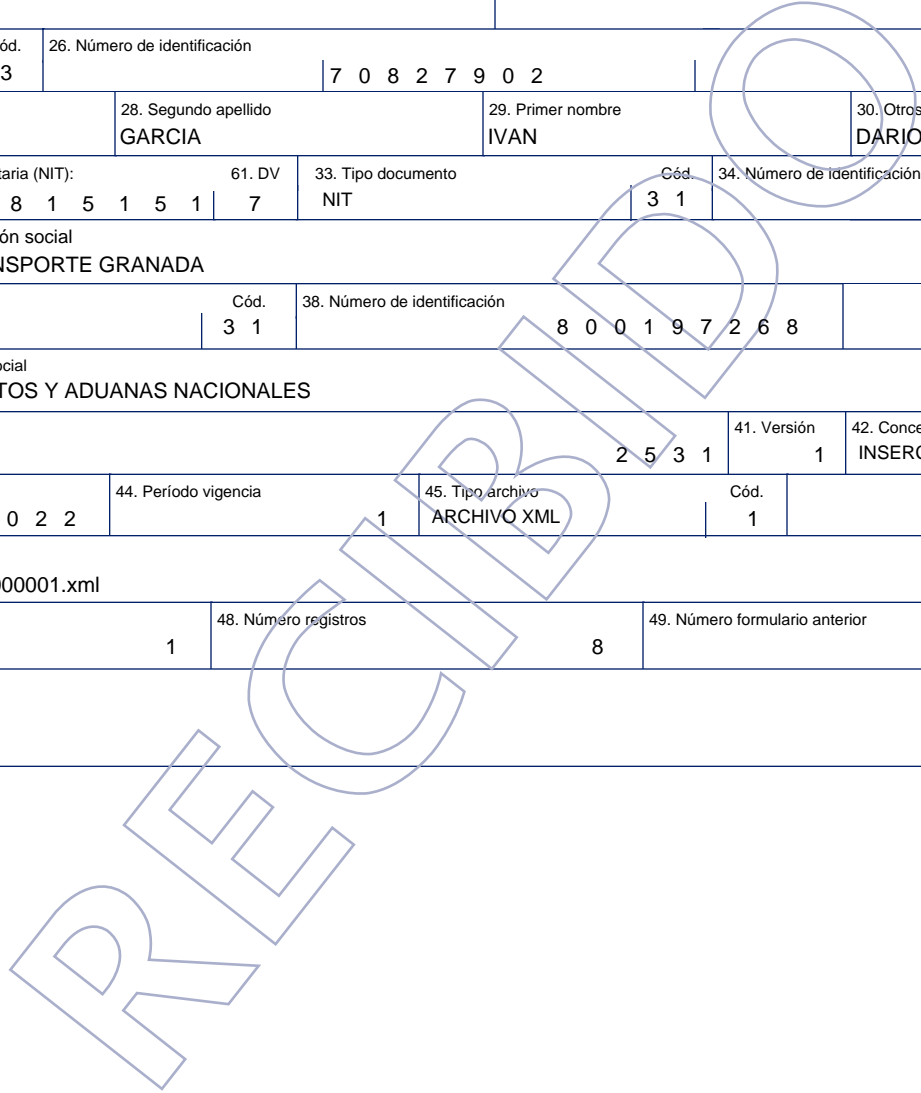 ód. 26. Número de identificación
3 7 0 8 2 7 9 0 2
28. Segundo apellido 29. Primer nombre 30. Otros
GARCIA IVAN DARIO
taria (NIT): 61. DV 33. Tipo documento Cód. 34. Número de identificación
8 1 5 1 5 1 7 NIT 3 1
ón social
NSPORTE GRANADA
Cód. 38. Número de identificación
3 1 8 0 0 1 9 7 2 6 8
ocial
TOS Y ADUANAS NACIONALES
41. Versión 42. Conce
2 5 3 1 1 INSERC
44. Período vigencia 45. Tipo archivo Cód.
0 2 2 1 ARCHIVO XML 1
000001.xml
48. Número registros 49. Número formulario anterior
1 8
RECIBIDO